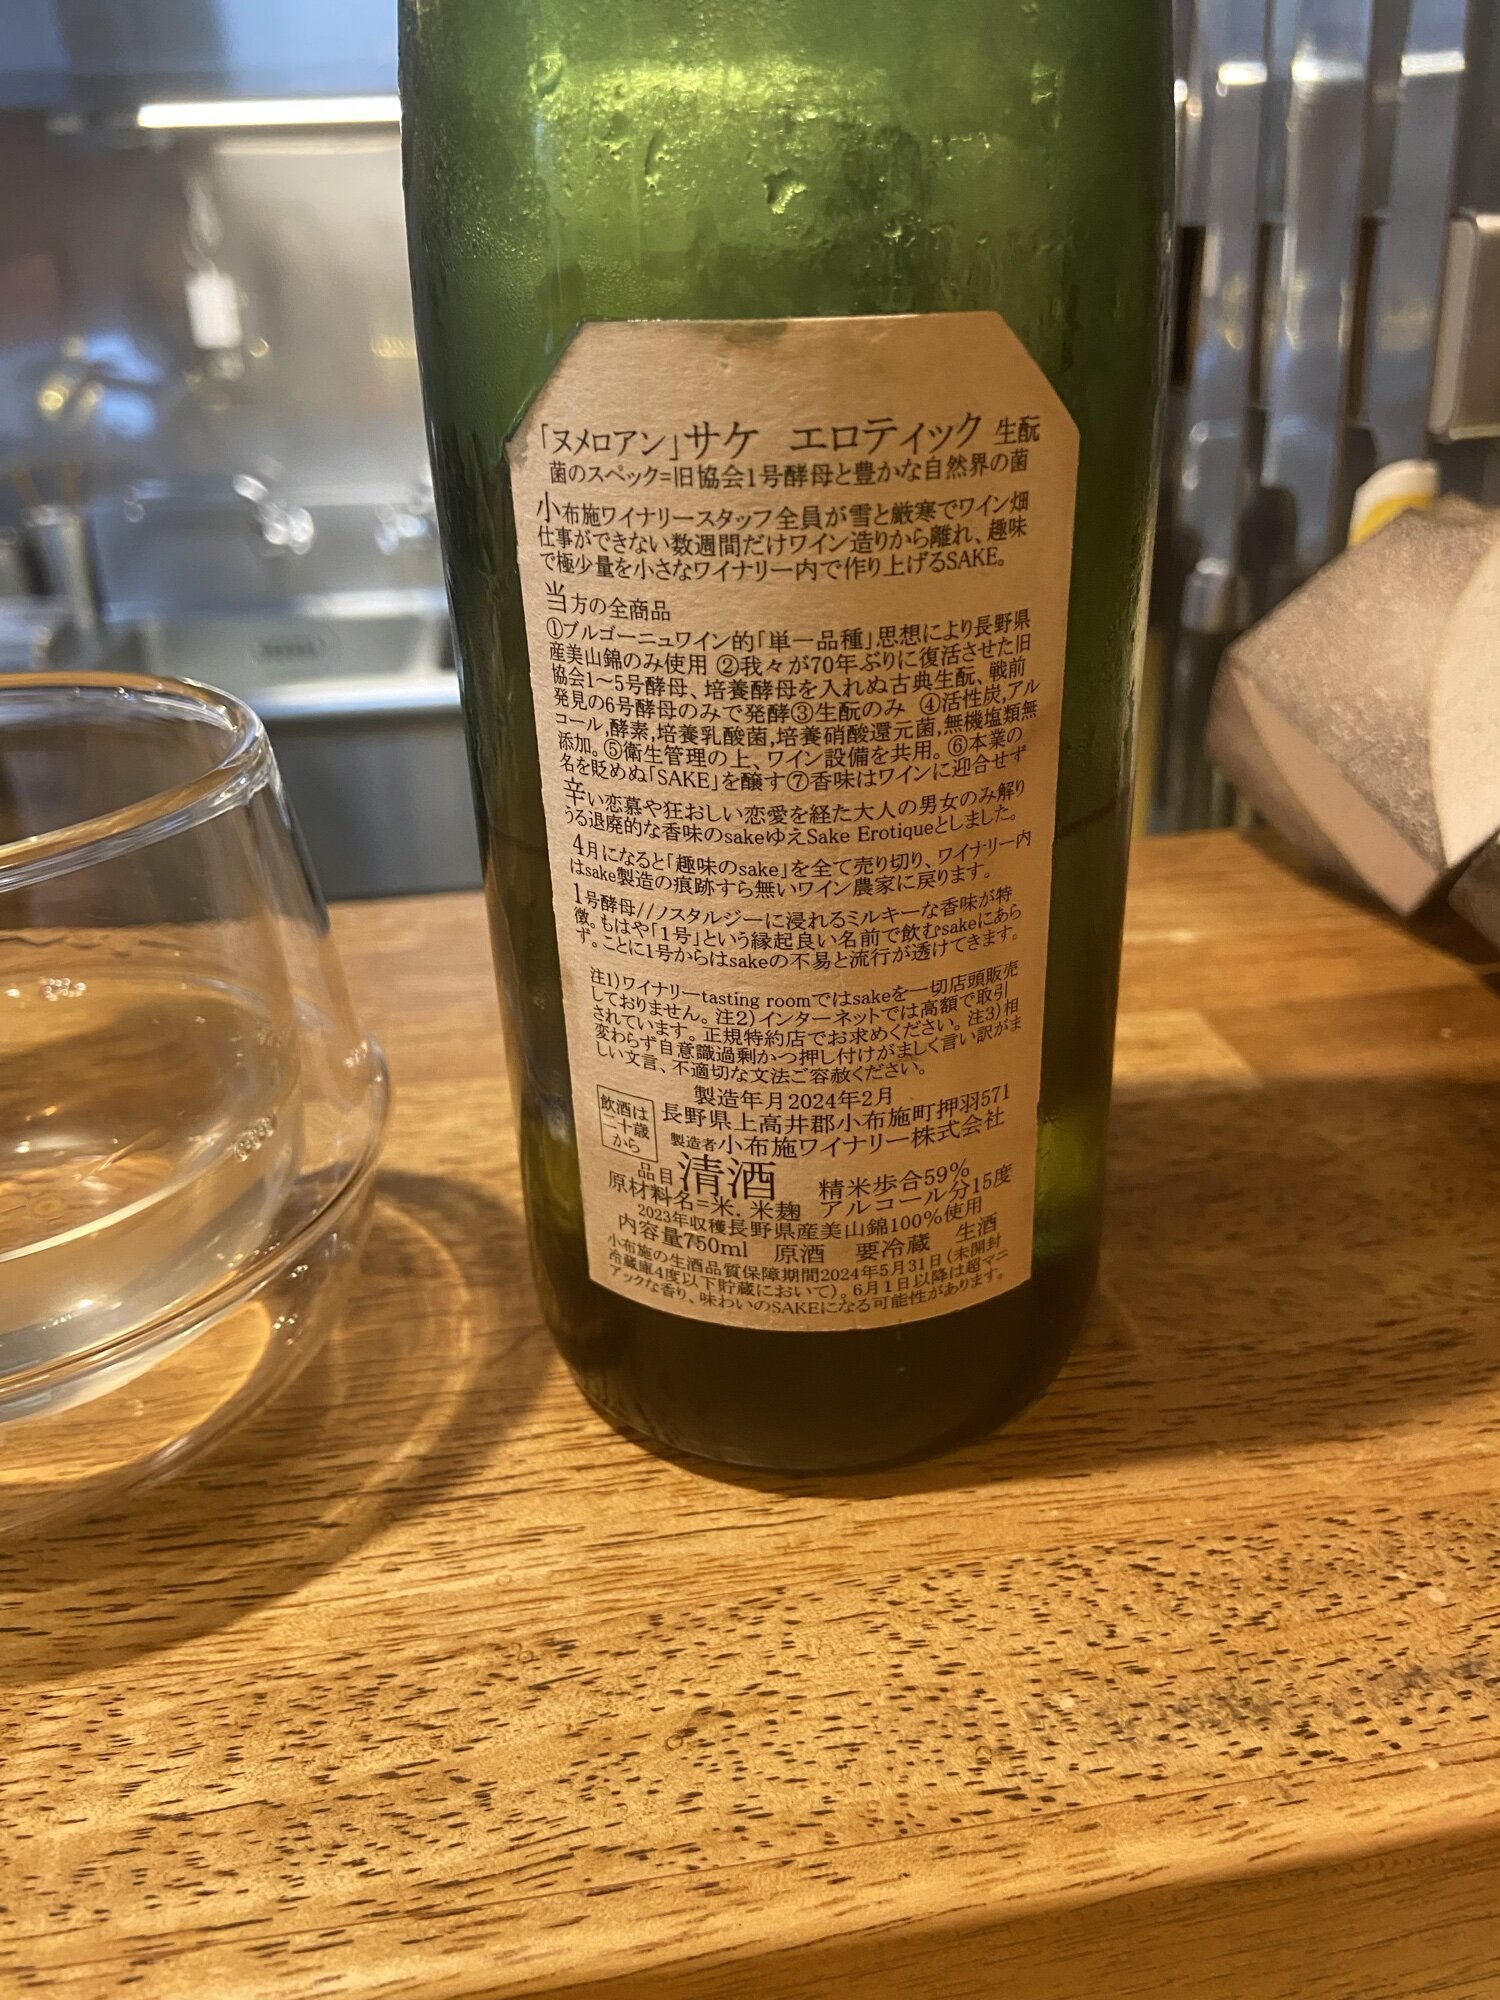 「ヌメロアン」サケ エロティック 生酛
菌のスペック=旧協会1号酵母と豊かな自然界の菌
小布施ワイナリースタッフ全員が雪と厳寒でワイン畑
仕事ができない数週間だけワイン造りから離れ、趣味
で極少量を小さなワイナリー内で作り上げるSAKE。
当方の全商品
①ブルゴーニュワイン的「単一品種」思想により長野県
産美山錦のみ使用 ②我々が70年ぶりに復活させた旧
協会1～5号酵母、培養酵母を入れぬ古典生酛、戦前
発見の6号酵母のみで発酵③生酛のみ ④活性炭,アル
コール,酵素,培養乳酸菌,培養硝酸還元菌,無機塩類無
添加。⑤衛生管理の上、ワイン設備を共用。⑥本業の
名を貶めぬ「SAKE」を醸す⑦香味はワインに迎合せず
辛い恋慕や狂おしい恋愛を経た大人の男女のみ解り
うる退廃的な香味のsakeゆえSake Erotiqueとしました。
4月になると「趣味のsake」を全て売り切り、ワイナリー内
はsake製造の痕跡すら無いワイン農家に戻ります。
1号酵母//ノスタルジーに浸れるミルキーな香味が特
徴。もはや「1号」という縁起良い名前で飲むsakeにあら
ず。ことに1号からはsakeの不易と流行が透けてきます。
注1)ワイナリーtasting roomではsakeを一切店頭販売
しておりません。注2)インターネットでは高額で取引
されています。正規特約店でお求めください。注3)相
変わらず自意識過剰かつ押し付けがましく言い訳がま
しい文言、不適切な文法ご容赦ください。
製造年月2024年2月
飲酒は
二十歳
から
長野県上高井郡小布施町押羽571
製造者小布施ワイナリー株式会社
品目清酒 精米歩合59%
原材料名=米.米麹 アルコール分15度
2023年収穫長野県産美山錦100%使用
内容量750ml 原酒 要冷蔵 生酒
小布施の生酒品質保障期間2024年5月31日(未開封
冷蔵庫4度以下貯蔵において)。6月1日以降は超マニ
アックな香り、味わいのSAKEになる可能性があります。